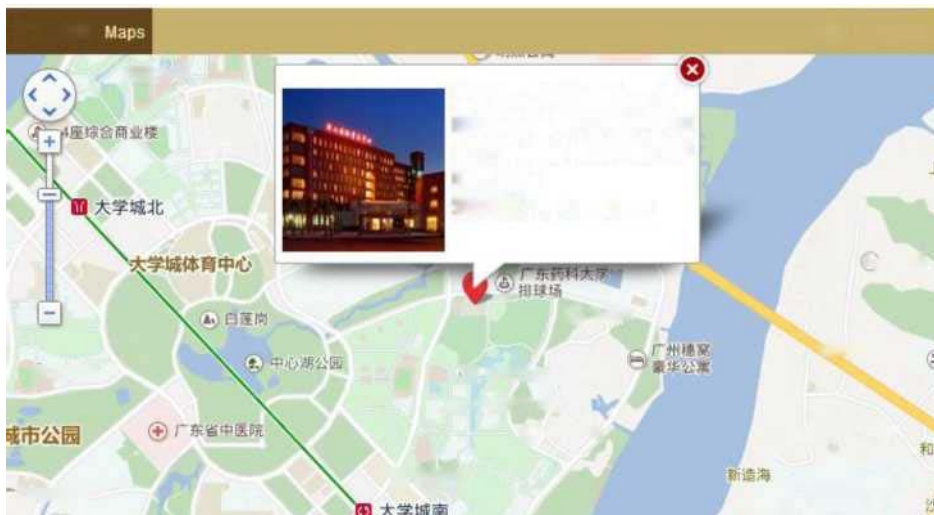 Maps
4座综合商业楼
大学城北
大学城体育中心
广东药科大学
排球场
白莲岗
中心湖公园
广州穗窝
豪华公寓
城市公园
广东省中医院
和
新造海
大学城南